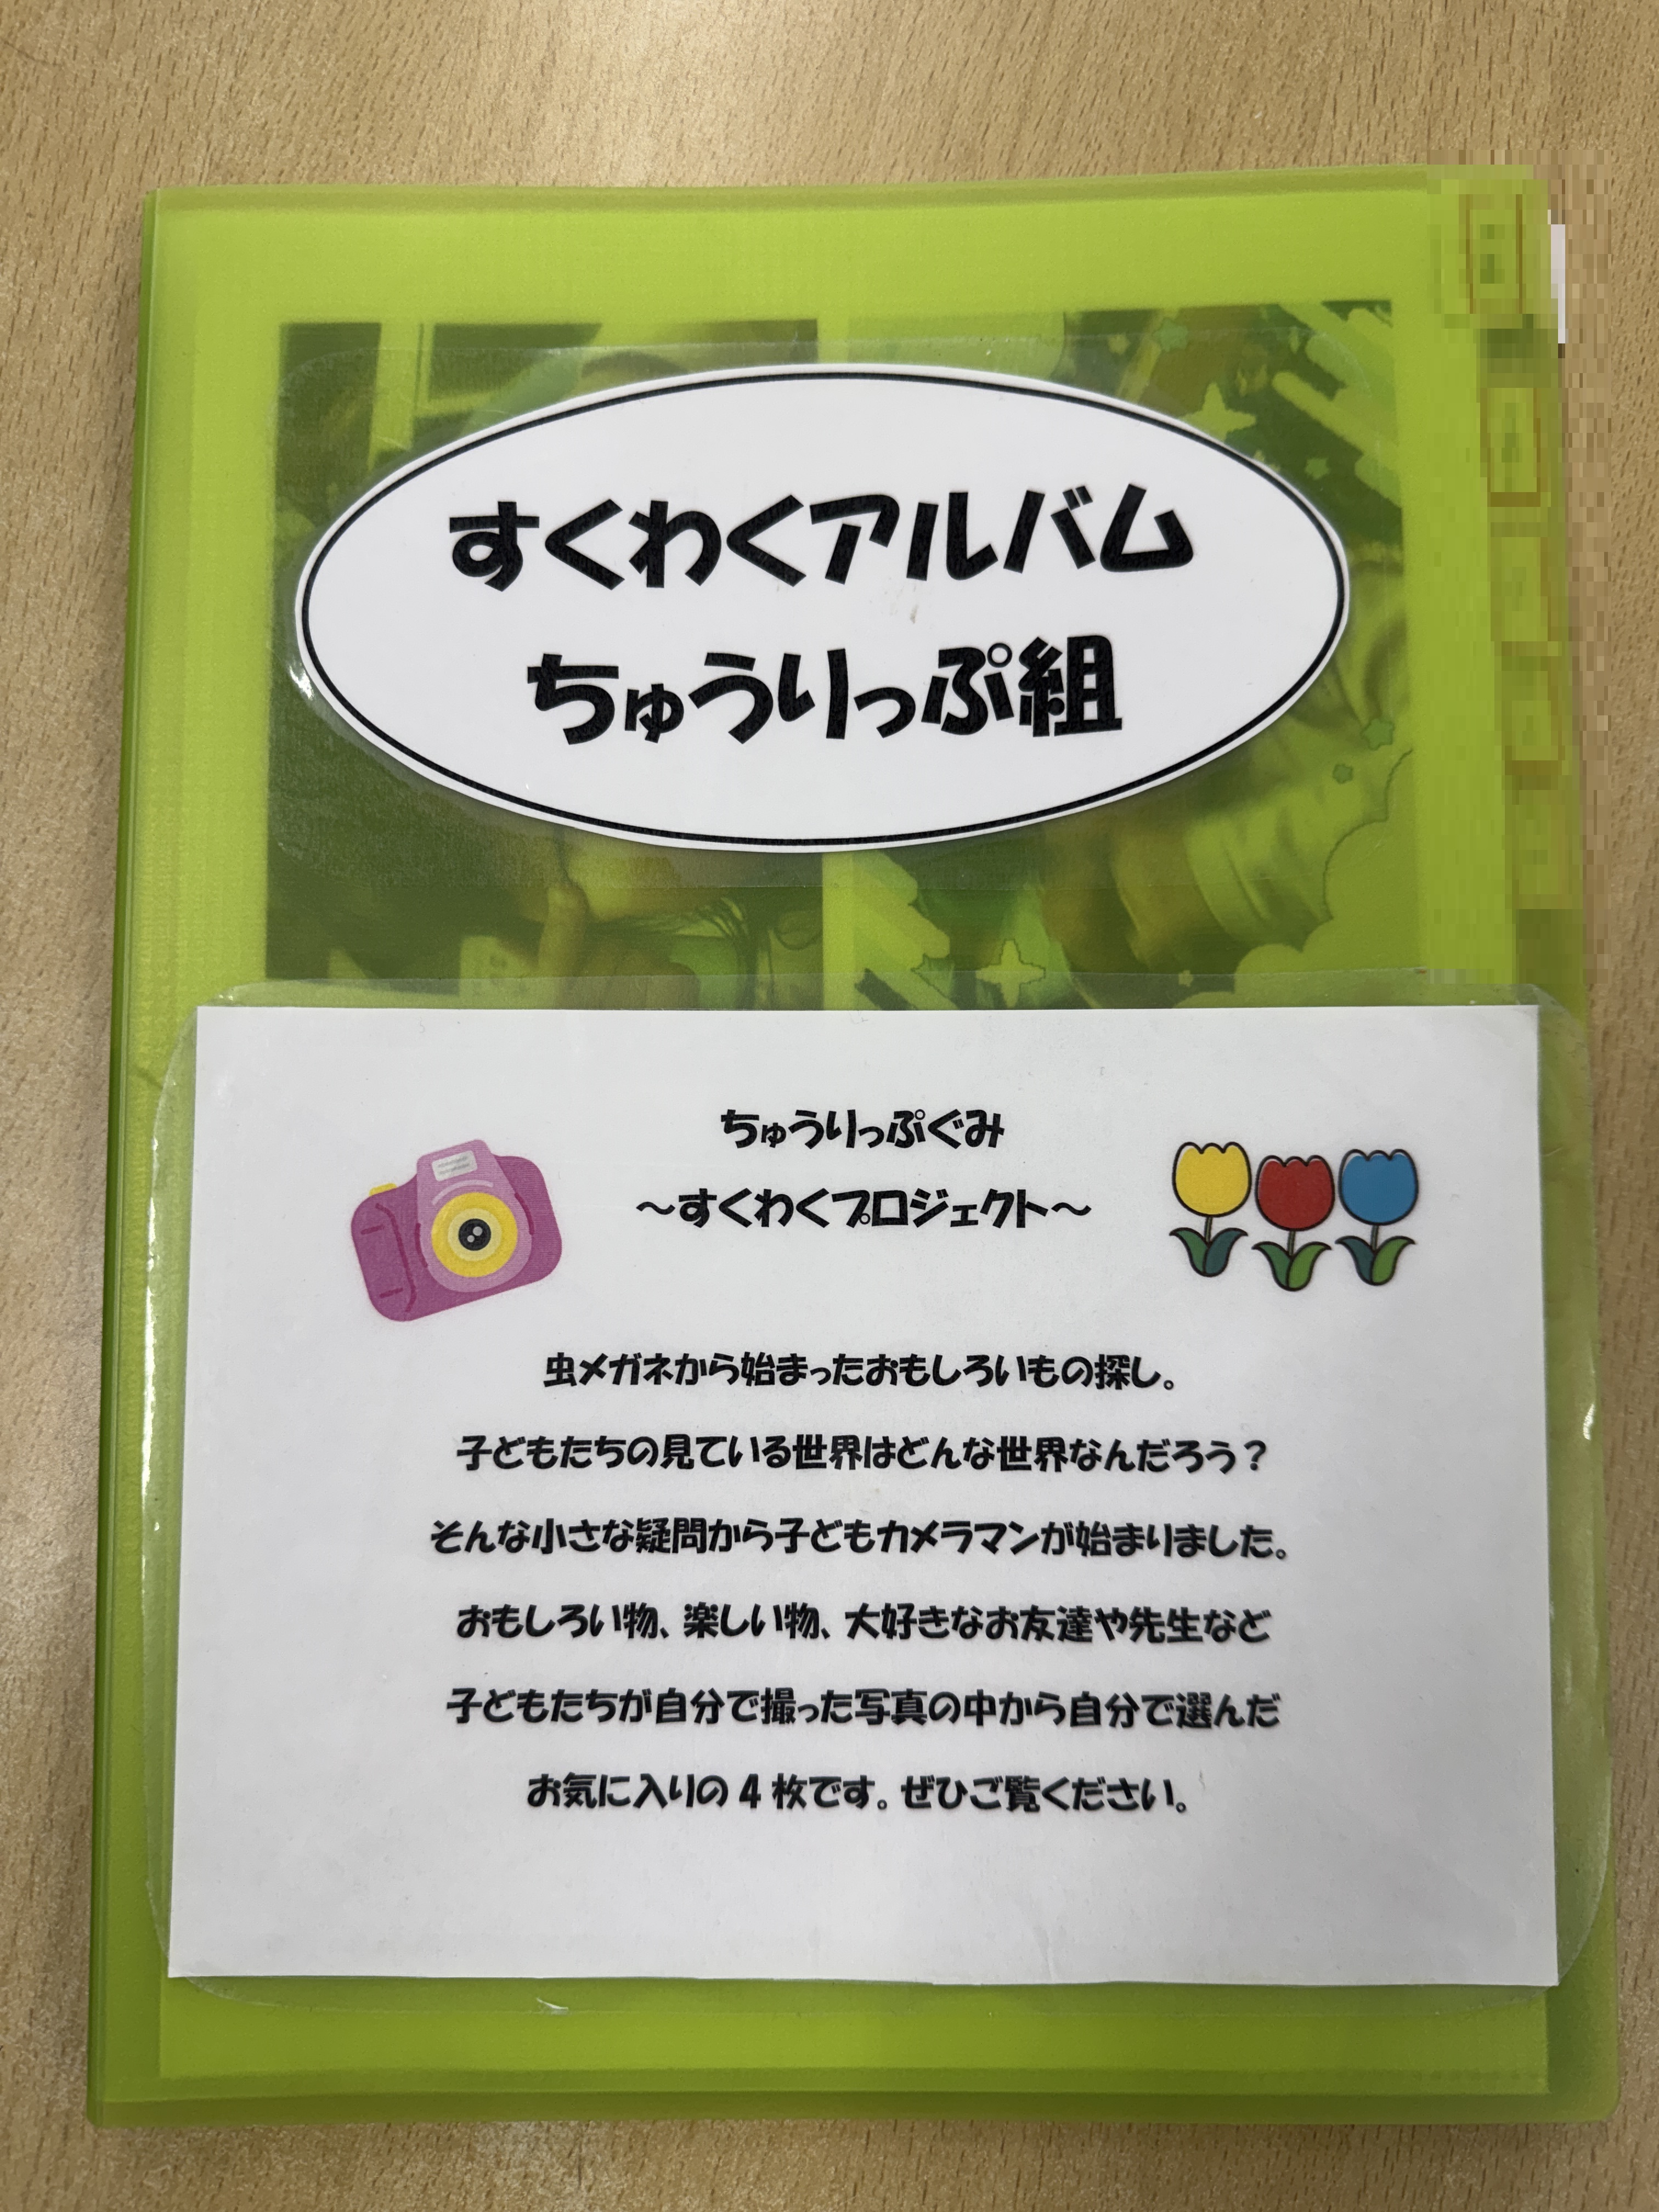 すくわくアルバム
ちゅうりっぷ組
ちゅうりっぷぐみ
～すくわくプロジェクト～
虫メガネから始まったおもしろいもの探し。
子どもたちの見ている世界はどんな世界なんだろう？
そんな小さな疑問から子どもカメラマンが始まりました。
おもしろい物、楽しい物、大好きなお友達や先生など
子どもたちが自分で撮った写真の中から自分で選んだ
お気に入りの４枚です。ぜひご覧ください。